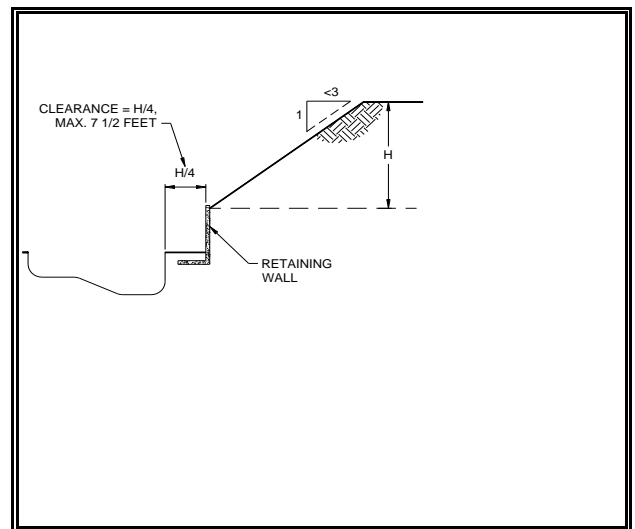 <3
1
CLEARANCE = H/4,
MAX. 7 1/2 FEET
H
H/4
RETAINING
WALL